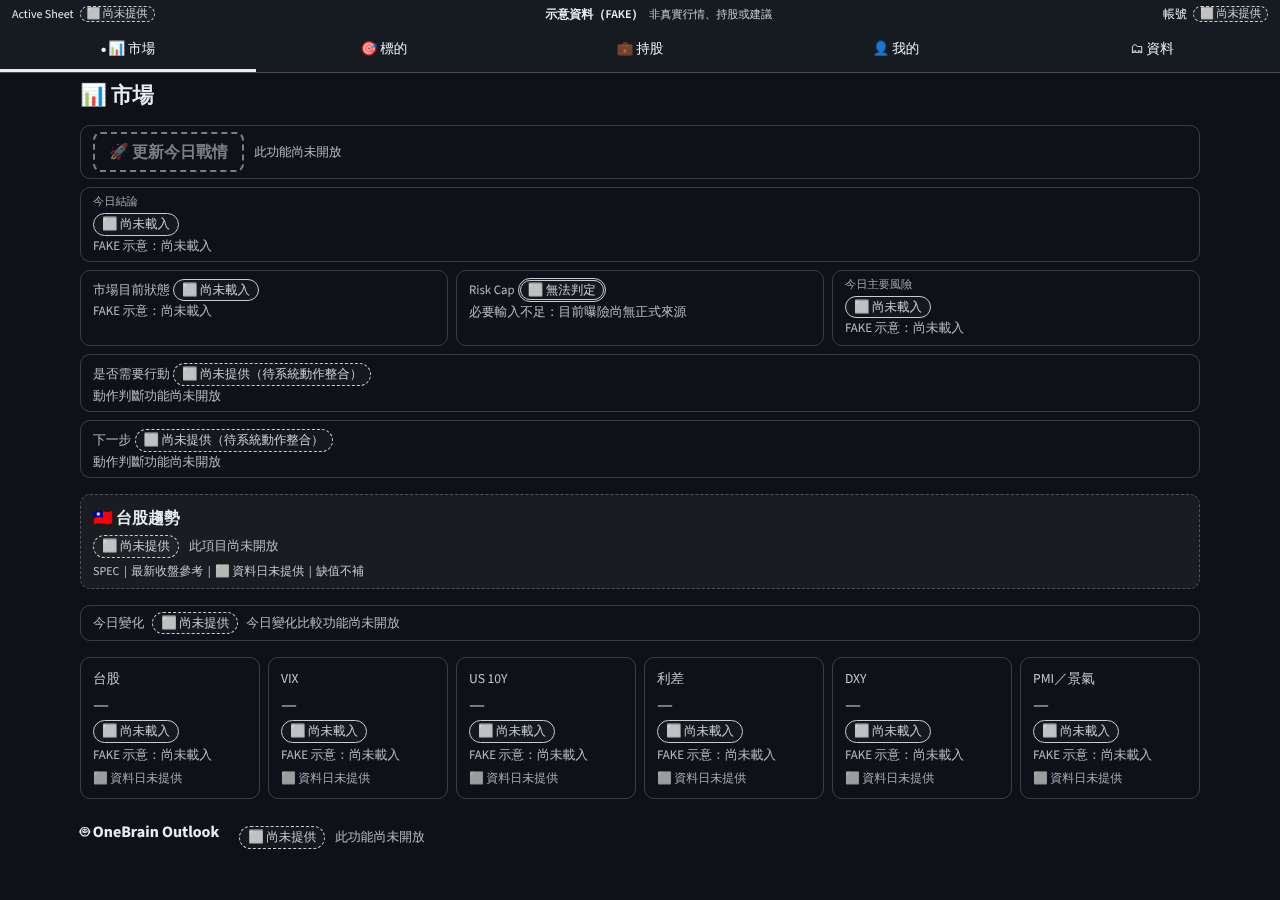 Active Sheet ⬜ 尚未提供 示意資料（FAKE） 非真實行情、持股或建議 帳號 ⬜ 尚未提供
• 📊 市場 🎯 標的 💼 持股 👤 我的 🗂 資料
📊 市場
🚀 更新今日戰情 此功能尚未開放
今日結論
⬜ 尚未載入
FAKE 示意：尚未載入
市場目前狀態 ⬜ 尚未載入
FAKE 示意：尚未載入
Risk Cap ⬜ 無法判定
必要輸入不足：目前曝險尚無正式來源
今日主要風險
⬜ 尚未載入
FAKE 示意：尚未載入
是否需要行動 ⬜ 尚未提供（待系統動作整合）
動作判斷功能尚未開放
下一步 ⬜ 尚未提供（待系統動作整合）
動作判斷功能尚未開放
🇹🇼 台股趨勢
⬜ 尚未提供 此項目尚未開放
SPEC｜最新收盤參考｜⬜ 資料日未提供｜缺值不補
今日變化 ⬜ 尚未提供 今日變化比較功能尚未開放
台股
—
⬜ 尚未載入
FAKE 示意：尚未載入
⬜ 資料日未提供
VIX
—
⬜ 尚未載入
FAKE 示意：尚未載入
⬜ 資料日未提供
US 10Y
—
⬜ 尚未載入
FAKE 示意：尚未載入
⬜ 資料日未提供
利差
—
⬜ 尚未載入
FAKE 示意：尚未載入
⬜ 資料日未提供
DXY
—
⬜ 尚未載入
FAKE 示意：尚未載入
⬜ 資料日未提供
PMI／景氣
—
⬜ 尚未載入
FAKE 示意：尚未載入
⬜ 資料日未提供
OneBrain Outlook ⬜ 尚未提供 此功能尚未開放